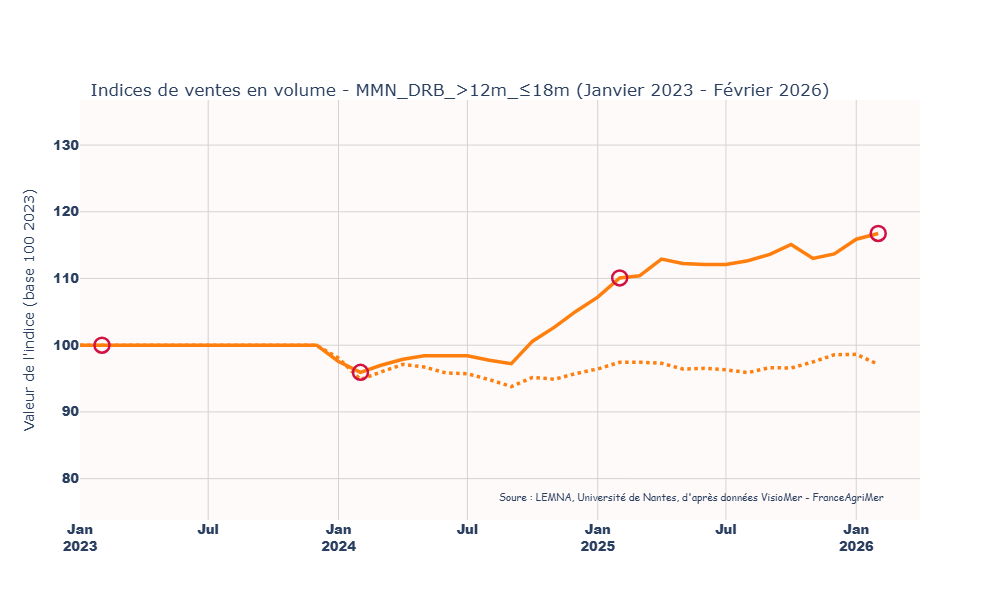 Indices de ventes en volume - MMN_DRB_>12m_≤18m (Janvier 2023 - Février 2026)
Valeur de l'indice (base 100 2023)
130
120
110
100
90
80
Soure : LEMNA, Université de Nantes, d'après données VisioMer - FranceAgriMer
Jan 2023
Jul
Jan 2024
Jul
Jan 2025
Jul
Jan 2026